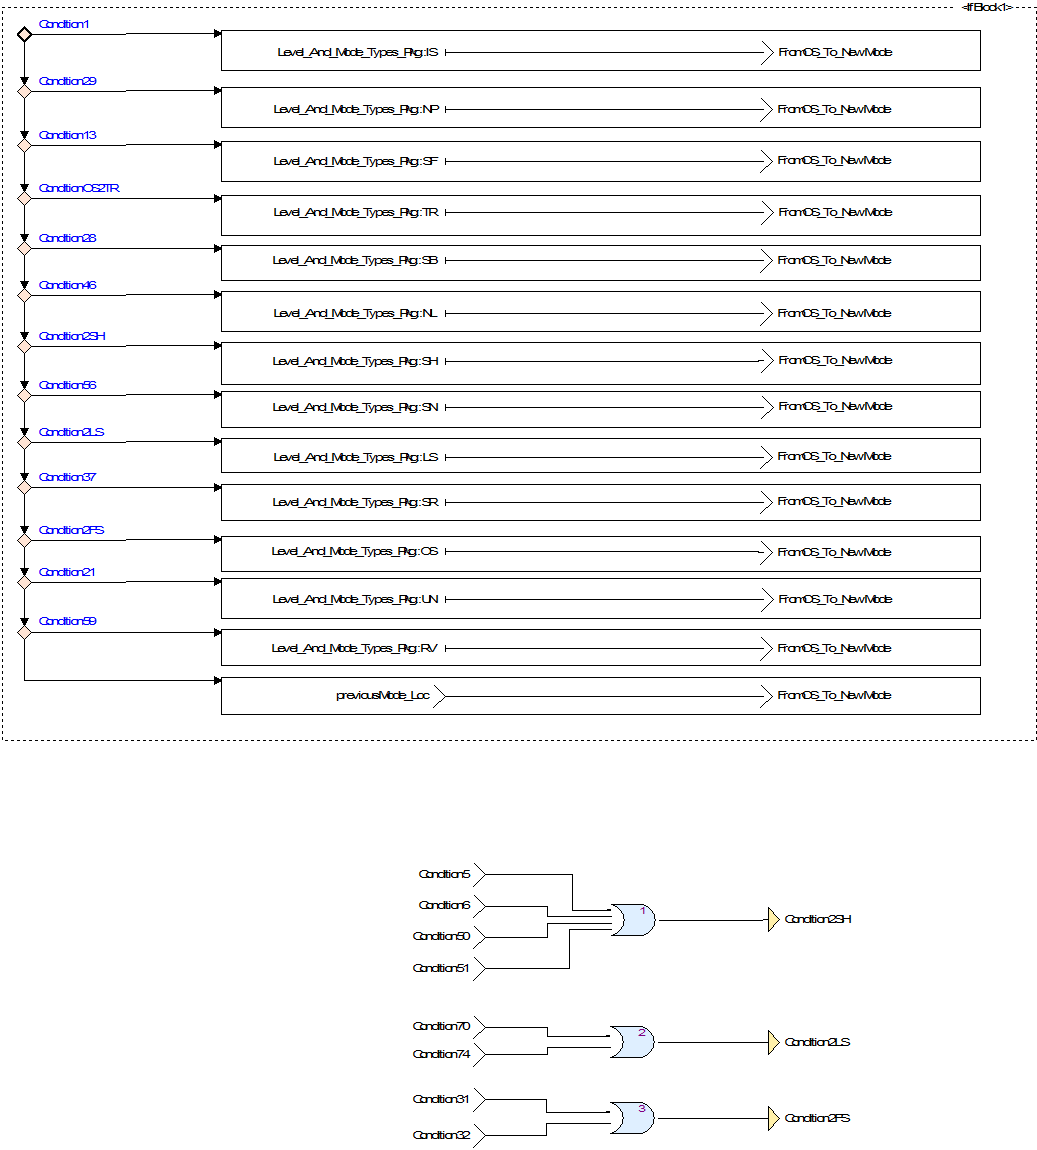 <If Block1>
Condition1
Level_And_Mode_Types_Pkg::IS FromOS_To_NewMode
Condition29
Level_And_Mode_Types_Pkg::NP FromOS_To_NewMode
Condition13
Level_And_Mode_Types_Pkg::SF FromOS_To_NewMode
ConditionOS2TR
Level_And_Mode_Types_Pkg::TR FromOS_To_NewMode
Condition28
Level_And_Mode_Types_Pkg::SB FromOS_To_NewMode
Condition46
Level_And_Mode_Types_Pkg::NL FromOS_To_NewMode
Condition2SH
Level_And_Mode_Types_Pkg::SH FromOS_To_NewMode
Condition56
Level_And_Mode_Types_Pkg::SN FromOS_To_NewMode
Condition2LS
Level_And_Mode_Types_Pkg::LS FromOS_To_NewMode
Condition37
Level_And_Mode_Types_Pkg::SR FromOS_To_NewMode
Condition2FS
Level_And_Mode_Types_Pkg::OS FromOS_To_NewMode
Condition21
Level_And_Mode_Types_Pkg::UN FromOS_To_NewMode
Condition59
Level_And_Mode_Types_Pkg::RV FromOS_To_NewMode
previousMode_Loc FromOS_To_NewMode
Condition5
Condition6
1
Condition2SH
Condition50
Condition51
Condition70
2
Condition2LS
Condition74
Condition31
3
Condition2FS
Condition32